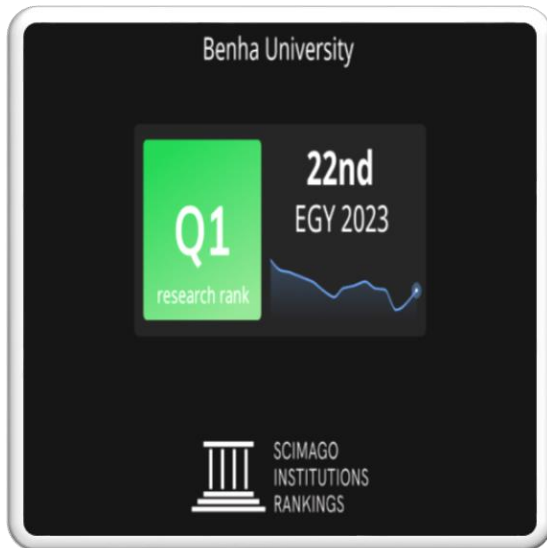 Benha University
Q1
research rank
22nd
EGY 2023
SCIMAGO
INSTITUTIONS
RANKINGS